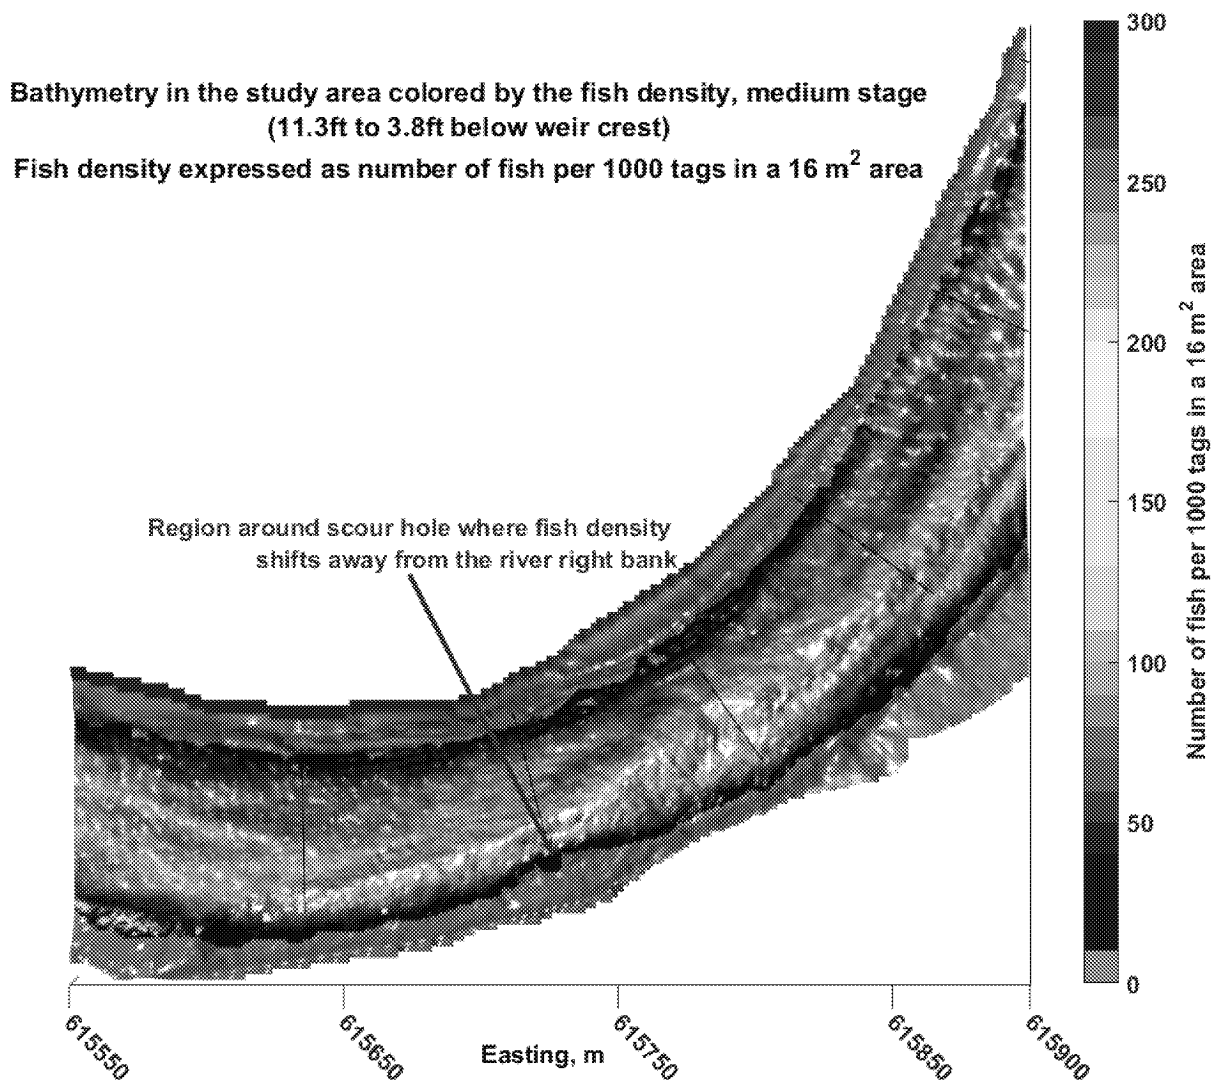 Bathymetry in the study area colored by the fish density, medium stage
(11.3ft to 3.8ft below weir crest)
Fish density expressed as number of fish per 1000 tags in a 16 m² area
Region around scour hole where fish density
shifts away from the river right bank
300
250
200
150
100
50
0
Number of fish per 1000 tags in a 16 m² area
615550
615650
615750
615850
615900
Easting, m